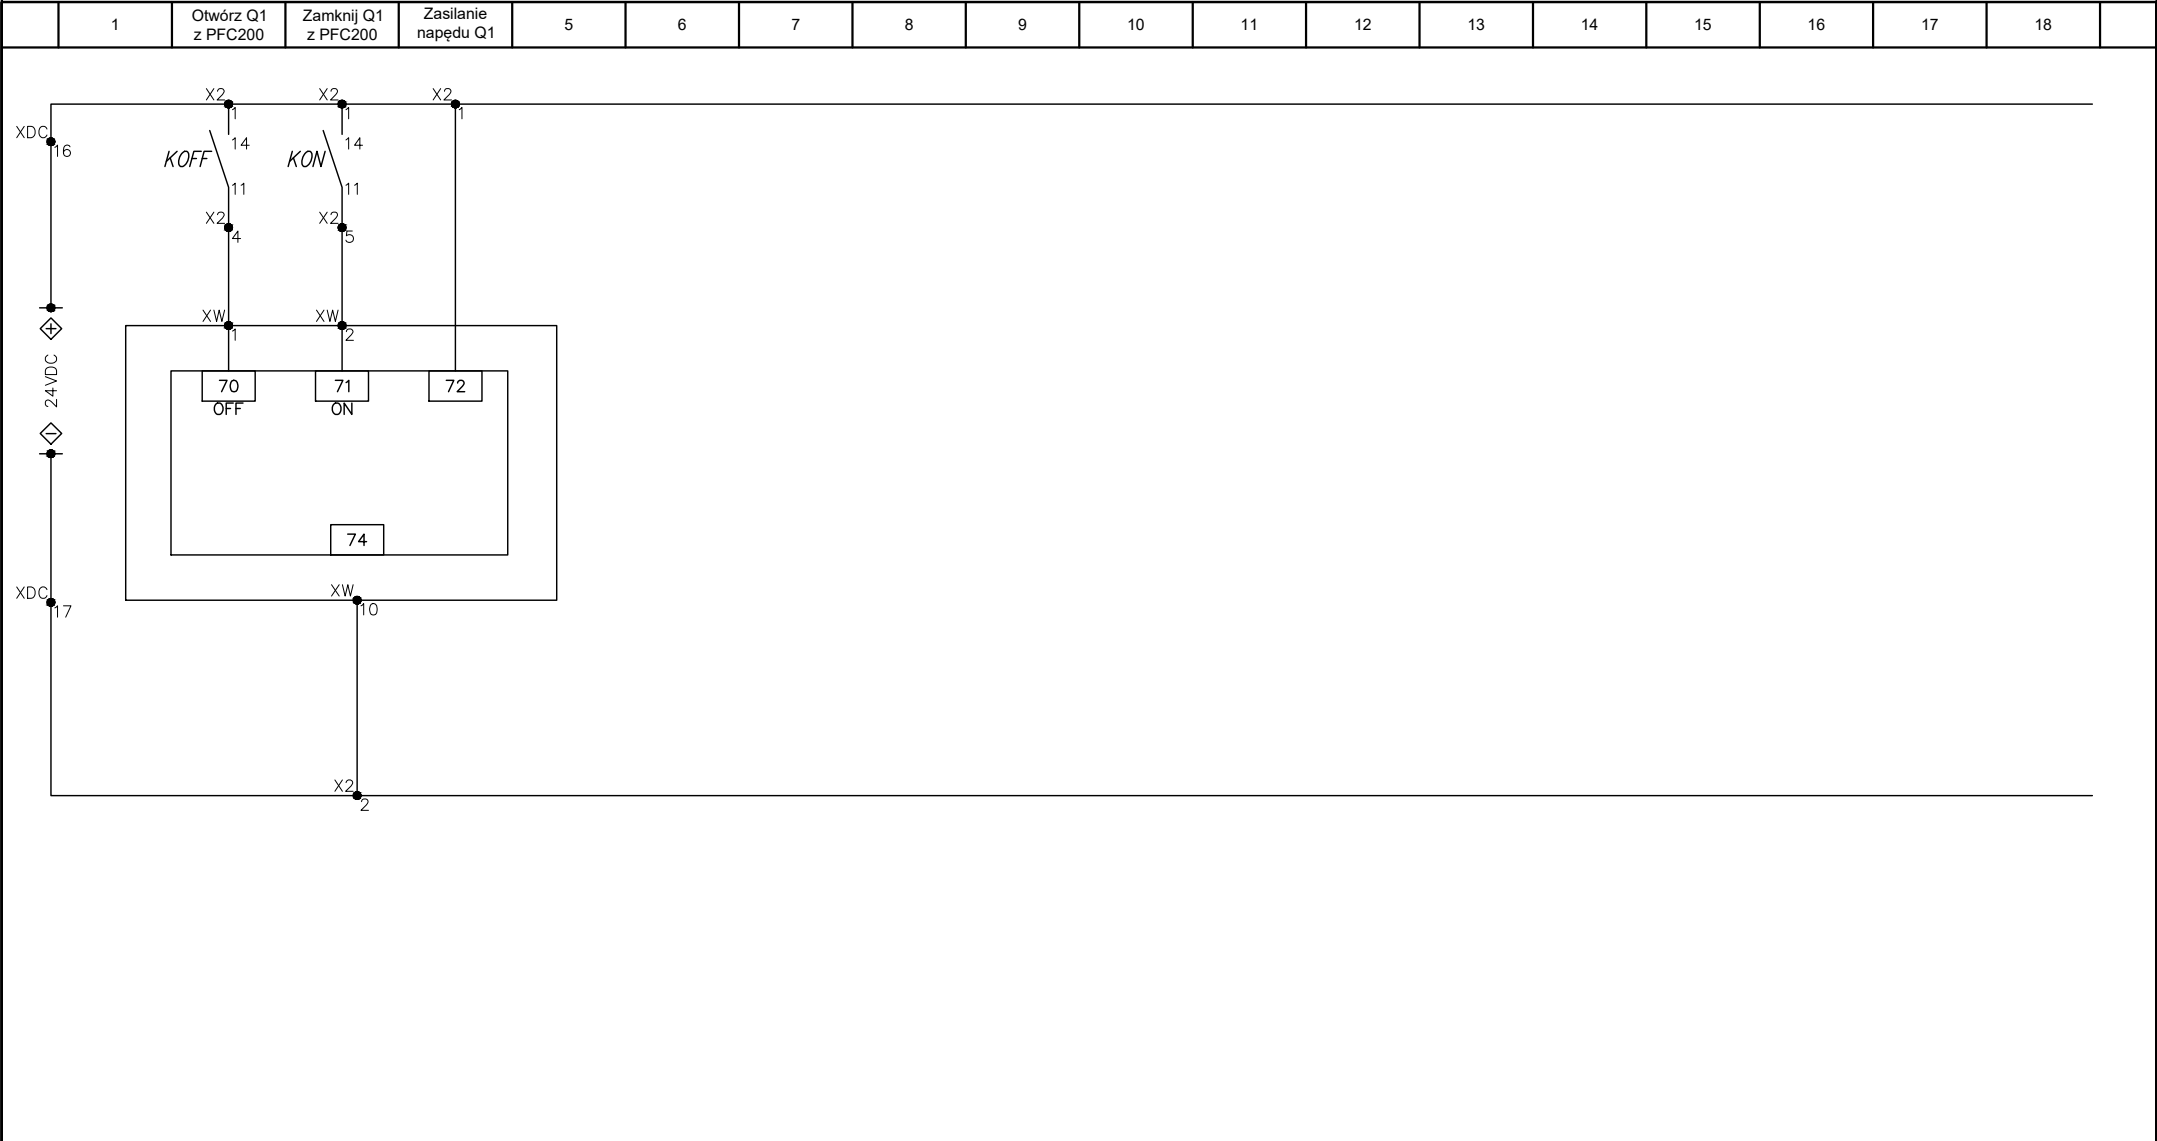 1
Otwórz Q1
z PFC200
Zamknij Q1
z PFC200
Zasilanie
napędu Q1
5
6
7
8
9
10
11
12
13
14
15
16
17
18
X2
1
X2
1
X2
1
XDC
16
14
14
KOFF
KON
11
11
X2
4
X2
5
XW
1
XW
2
+
24VDC
−
70
71
72
OFF
ON
74
XDC
17
XW
10
X2
2